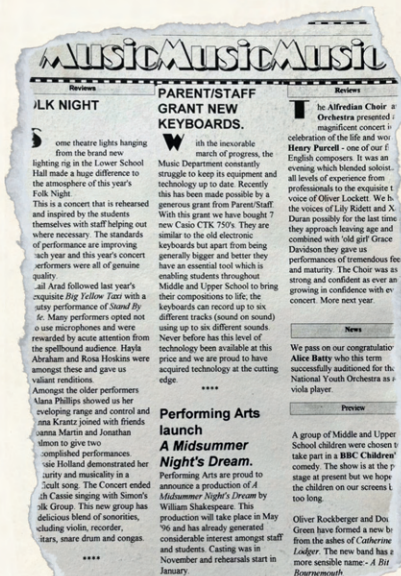 MusicMusicMusic
Reviews
OLK NIGHT
Some theatre lights hanging
from the brand new
lighting rig in the Lower School
Hall made a huge difference to
the atmosphere of this year's
Folk Night.
This is a concert that is rehearsed
and inspired by the students
themselves with staff helping out
where necessary. The standards
of performance are improving
each year and this year's concert
performers were all of genuine
quality.
ail Arad followed last year's
exquisite Big Yellow Taxi with a
gutsy performance of Stand By
Me. Many performers opted not
to use microphones and were
rewarded by acute attention from
the spellbound audience. Hayla
Abraham and Rosa Hoskins were
amongst these and gave us
valiant renditions.
Amongst the older performers
Alana Phillips showed us her
developing range and control and
nna Krantz joined with friends
oanna Martin and Jonathan
almon to give two
complished performances.
ssie Holland demonstrated her
urity and musicality in a
ficult song. The Concert ended
th Cassie singing with Simon's
olk Group. This new group has
delicious blend of sonorities,
cluding violin, recorder,
itars, snare drum and congas.
****
PARENT/STAFF
GRANT NEW
KEYBOARDS.
With the inexorable
march of progress, the
Music Department constantly
struggle to keep its equipment and
technology up to date. Recently
this has been made possible by a
generous grant from Parent/Staff.
With this grant we have bought 7
new Casio CTK 750's. They are
similar to the old electronic
keyboards but apart from being
generally bigger and better they
have an essential tool which is
enabling students throughout
Middle and Upper School to bring
their compositions to life; the
keyboards can record up to six
different tracks (sound on sound)
using up to six different sounds.
Never before has this level of
technology been available at this
price and we are proud to have
acquired technology at the cutting
edge.
****
Performing Arts
launch
A Midsummer
Night's Dream.
Performing Arts are proud to
announce a production of A
Midsummer Night's Dream by
William Shakespeare. This
production will take place in May
'96 and has already generated
considerable interest amongst staff
and students. Casting was in
November and rehearsals start in
January.
Reviews
The Alfredian Choir a
Orchestra presented a
magnificent concert i
celebration of the life and wor
Henry Purcell - one of our f
English composers. It was an
evening which blended soloist
all levels of experience from
professionals to the exquisite t
voice of Oliver Lockett. We h
the voices of Lily Ridett and X
Duran possibly for the last time
they approach leaving age and
combined with 'old girl' Grace
Davidson they gave us
performances of tremendous fee
and maturity. The Choir was as
strong and confident as ever an
growing in confidence with ev
concert. More next year.
News
We pass on our congratulation
Alice Batty who this term
successfully auditioned for th
National Youth Orchestra as a
viola player.
Preview
A group of Middle and Upper
School children were chosen t
take part in a BBC Children'
comedy. The show is at the p
stage at present but we hope
the children on our screens b
too long.
Oliver Rockberger and Dou
Green have formed a new b
from the ashes of Catherine
Lodger. The new band has a
more sensible name:- A Bit
Bournemouth